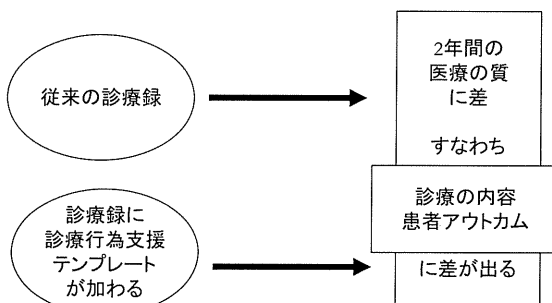 従来の診療録
2年間の
医療の質
に差
すなわち
診療の内容
患者アウトカム
に差が出る
診療録に
診療行為支援
テンプレート
が加わる